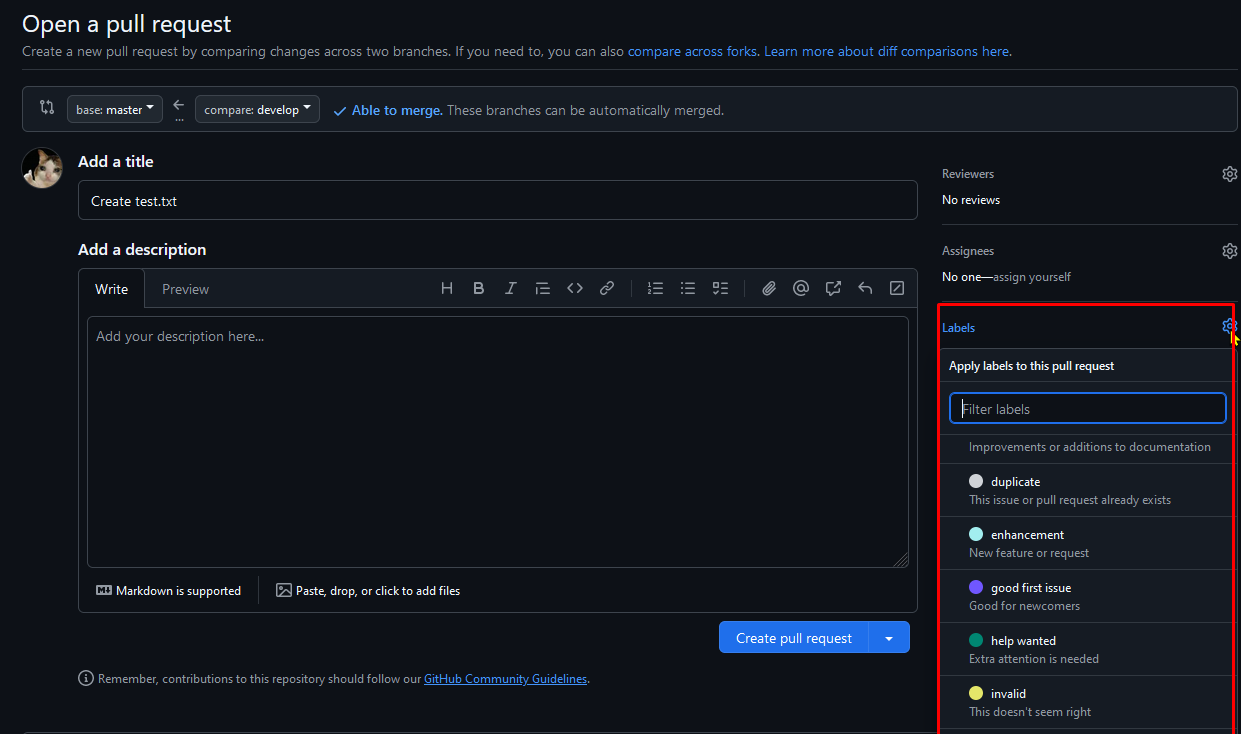 Open a pull request
Create a new pull request by comparing changes across two branches. If you need to, you can also compare across forks. Learn more about diff comparisons here.
base: master
...
compare: develop
Able to merge. These branches can be automatically merged.
Add a title
Create test.txt
Add a description
Write
Preview
Add your description here...
Markdown is supported
Paste, drop, or click to add files
Create pull request
Remember, contributions to this repository should follow our GitHub Community Guidelines.
Reviewers
No reviews
Assignees
No one—assign yourself
Labels
Apply labels to this pull request
Filter labels
Improvements or additions to documentation
duplicate
This issue or pull request already exists
enhancement
New feature or request
good first issue
Good for newcomers
help wanted
Extra attention is needed
invalid
This doesn't seem right